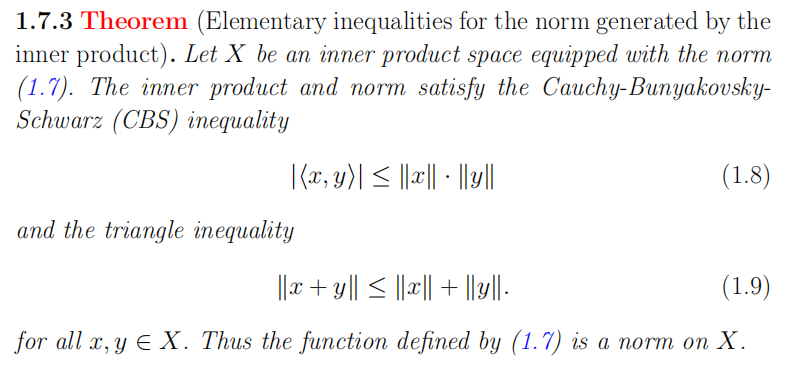 1.7.3 Theorem (Elementary inequalities for the norm generated by the
inner product). Let X be an inner product space equipped with the norm
(1.7). The inner product and norm satisfy the Cauchy-Bunyakovsky-
Schwarz (CBS) inequality
|⟨x, y⟩| ≤ ‖x‖ · ‖y‖ (1.8)
and the triangle inequality
‖x + y‖ ≤ ‖x‖ + ‖y‖. (1.9)
for all x, y ∈ X. Thus the function defined by (1.7) is a norm on X.